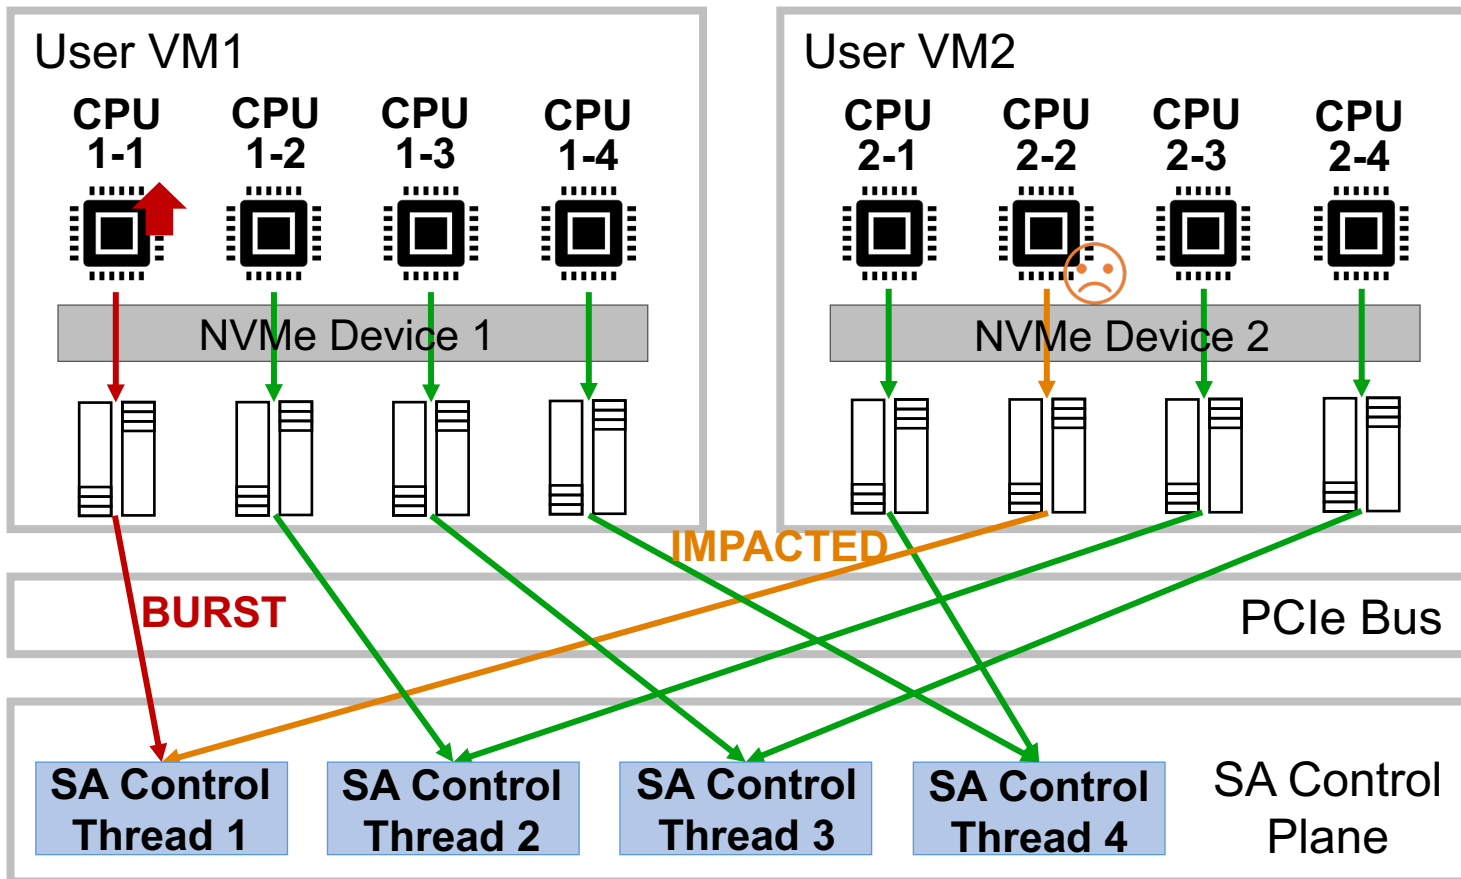 User VM1
CPU
1-1
CPU
1-2
CPU
1-3
CPU
1-4
NVMe Device 1
User VM2
CPU
2-1
CPU
2-2
CPU
2-3
CPU
2-4
NVMe Device 2
IMPACTED
BURST
PCIe Bus
SA Control
Thread 1
SA Control
Thread 2
SA Control
Thread 3
SA Control
Thread 4
SA Control
Plane